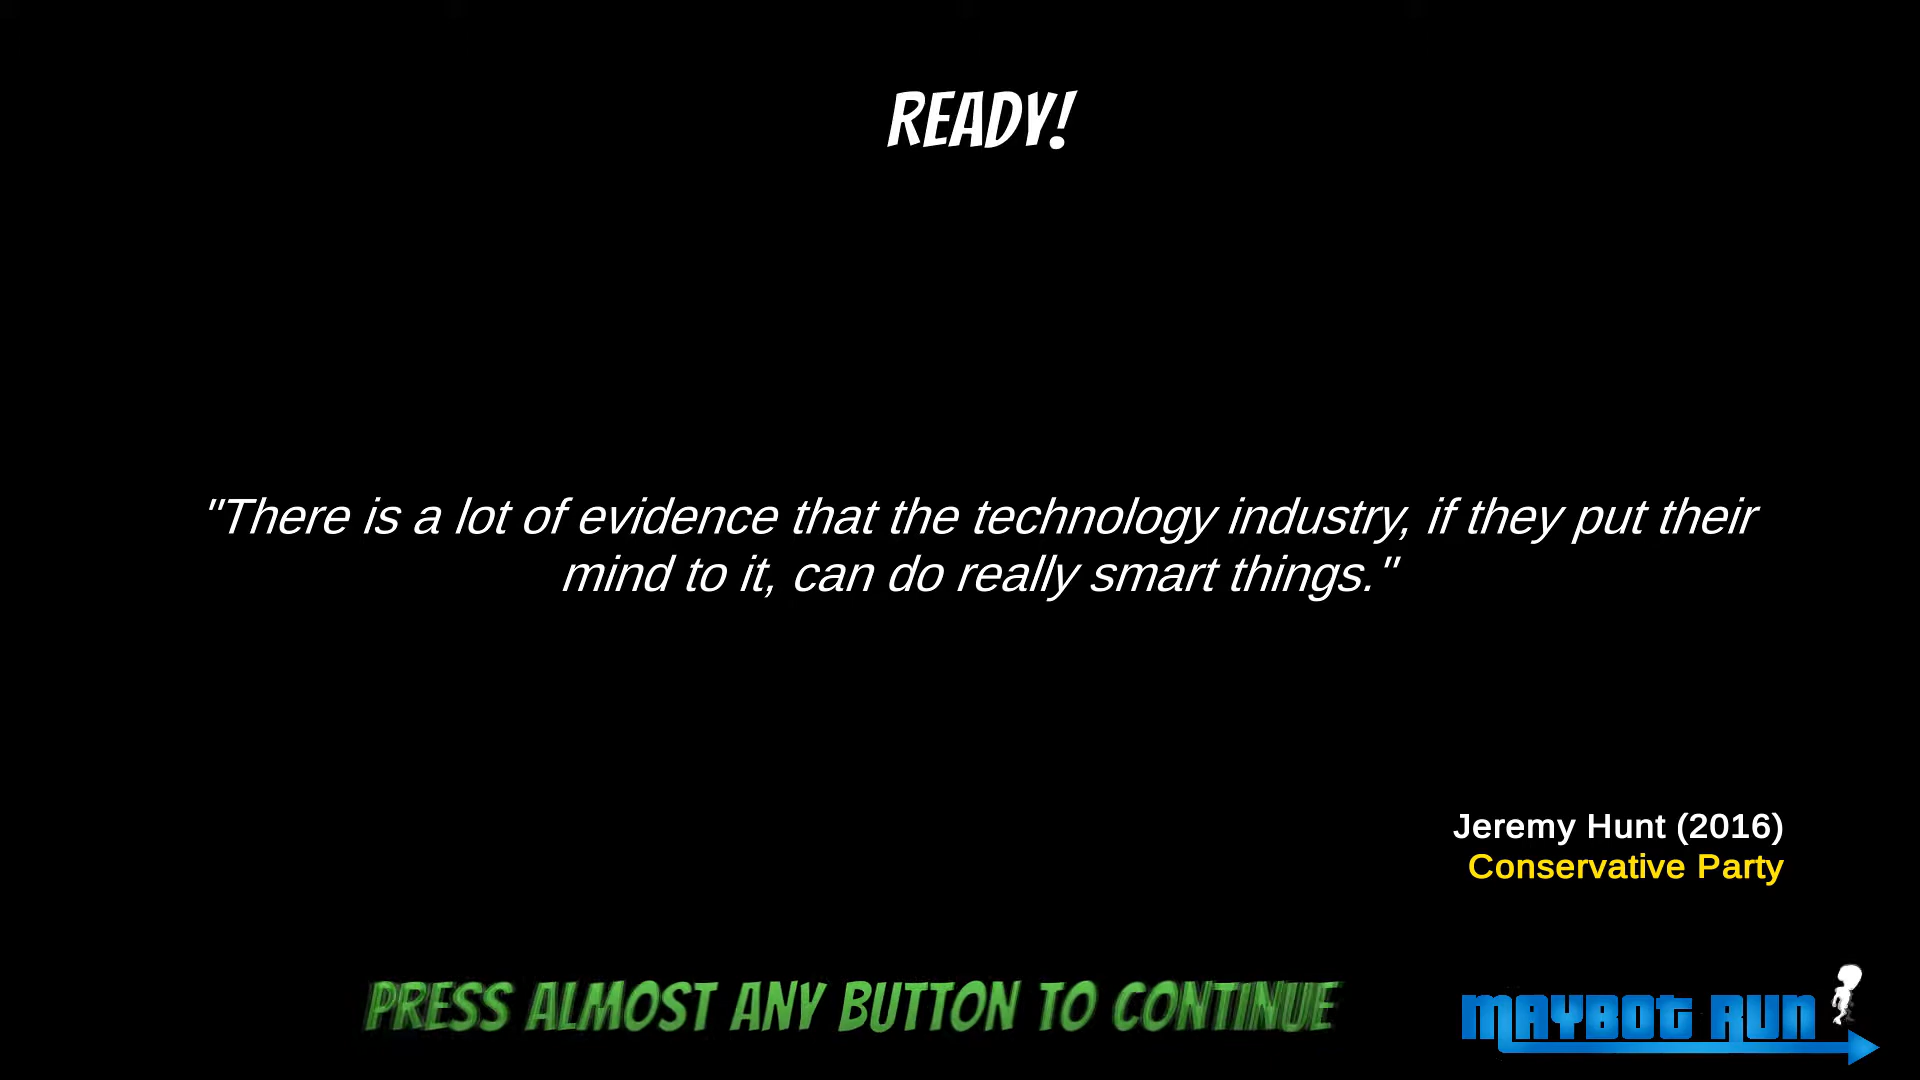 READY!
"There is a lot of evidence that the technology industry, if they put their
mind to it, can do really smart things."
Jeremy Hunt (2016)
Conservative Party
PRESS ALMOST ANY BUTTON TO CONTINUE
MAYBOT RUN